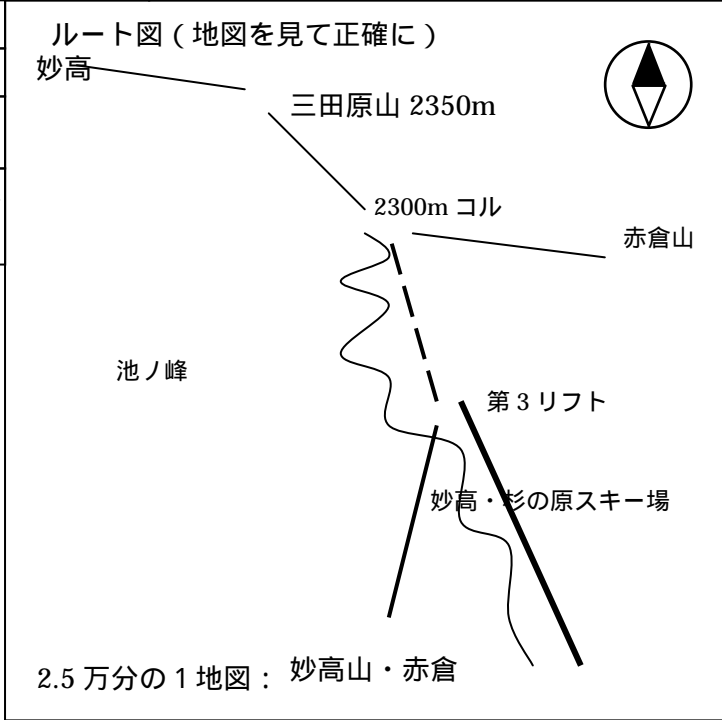 ルート図（地図を見て正確に）
妙高
三田原山 2350m
2300m コル
赤倉山
池ノ峰
第3リフト
妙高・杉の原スキー場
2.5 万分の1地図： 妙高山・赤倉